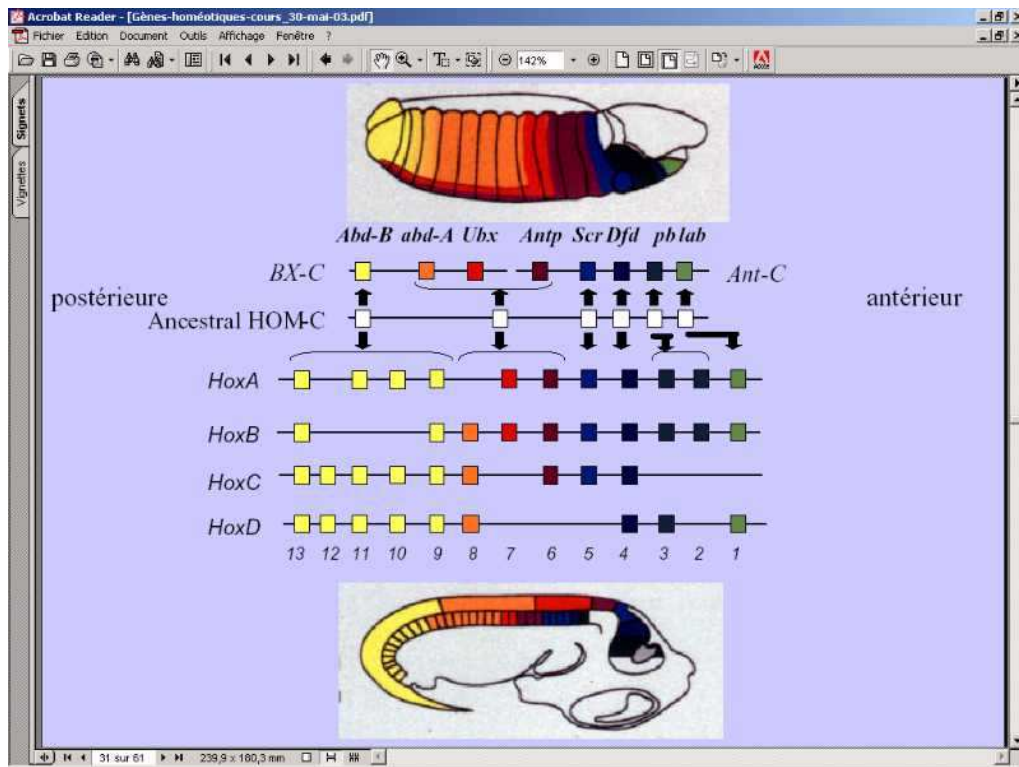 Acrobat Reader - [Gènes-homéotiques-cours_30-mai-03.pdf]
Fichier Edition Document Outils Affichage Fenêtre ?
142%
Signets
Vignettes
Abd-B abd-A Ubx Antp Scr Dfd pb lab
BX-C Ant-C
postérieure antérieur
Ancestral HOM-C
HoxA
HoxB
HoxC
HoxD
13 12 11 10 9 8 7 6 5 4 3 2 1
31 sur 61 239,9 x 180,3 mm